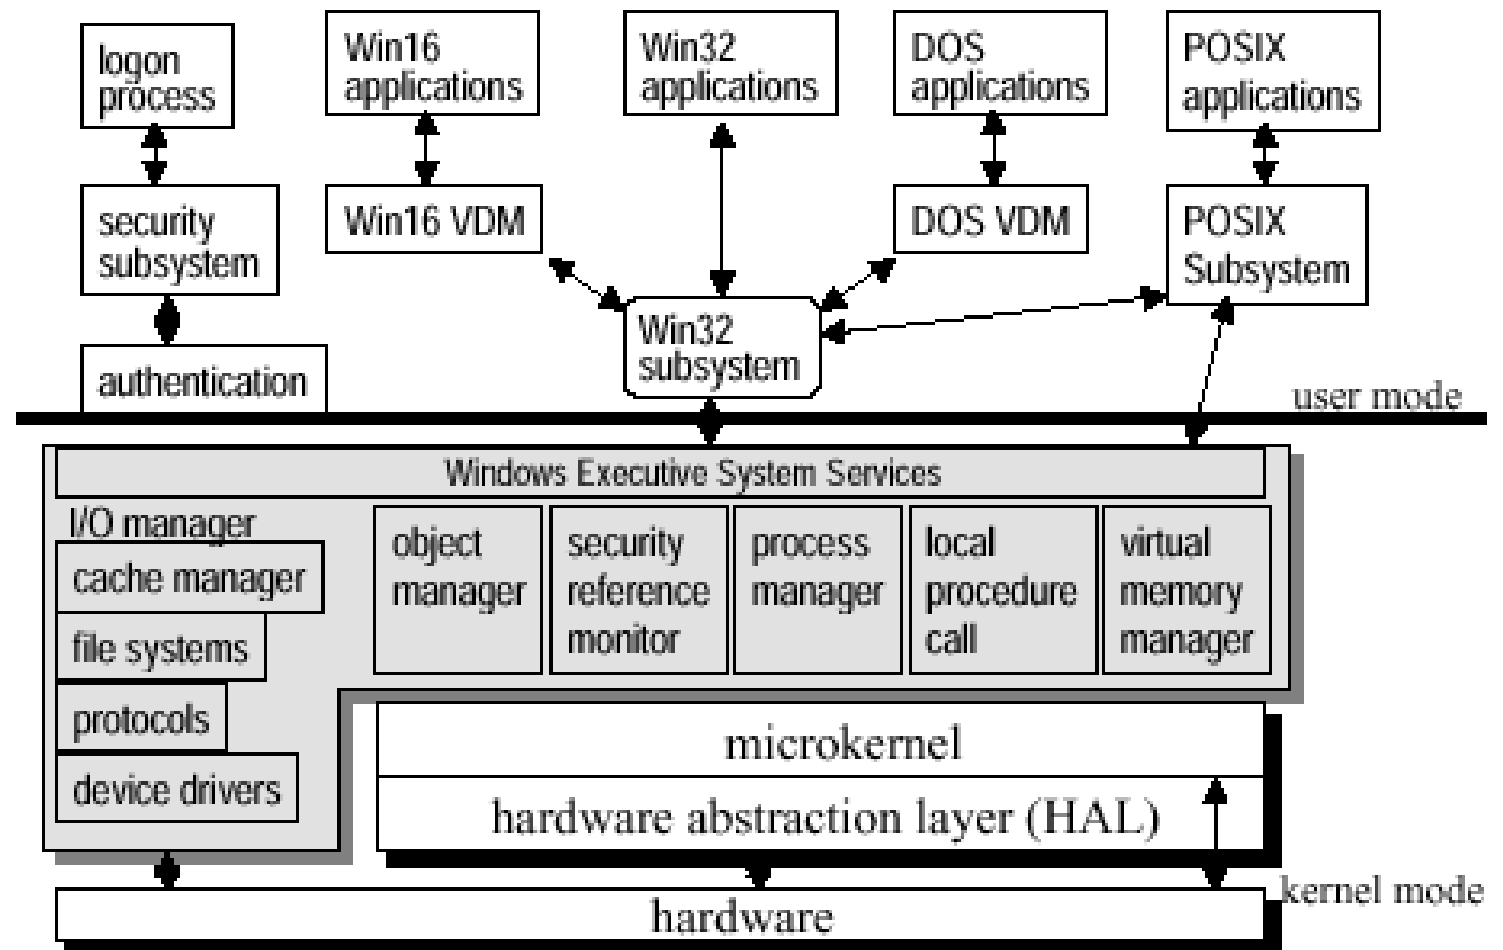 logon
process
Win16
applications
Win32
applications
DOS
applications
POSIX
applications
security
subsystem
Win16 VDM
DOS VDM
POSIX
Subsystem
authentication
Win32
subsystem
user mode
Windows Executive System Services
I/O manager
cache manager
file systems
protocols
device drivers
object
manager
security
reference
monitor
process
manager
local
procedure
call
virtual
memory
manager
microkernel
hardware abstraction layer (HAL)
kernel mode
hardware